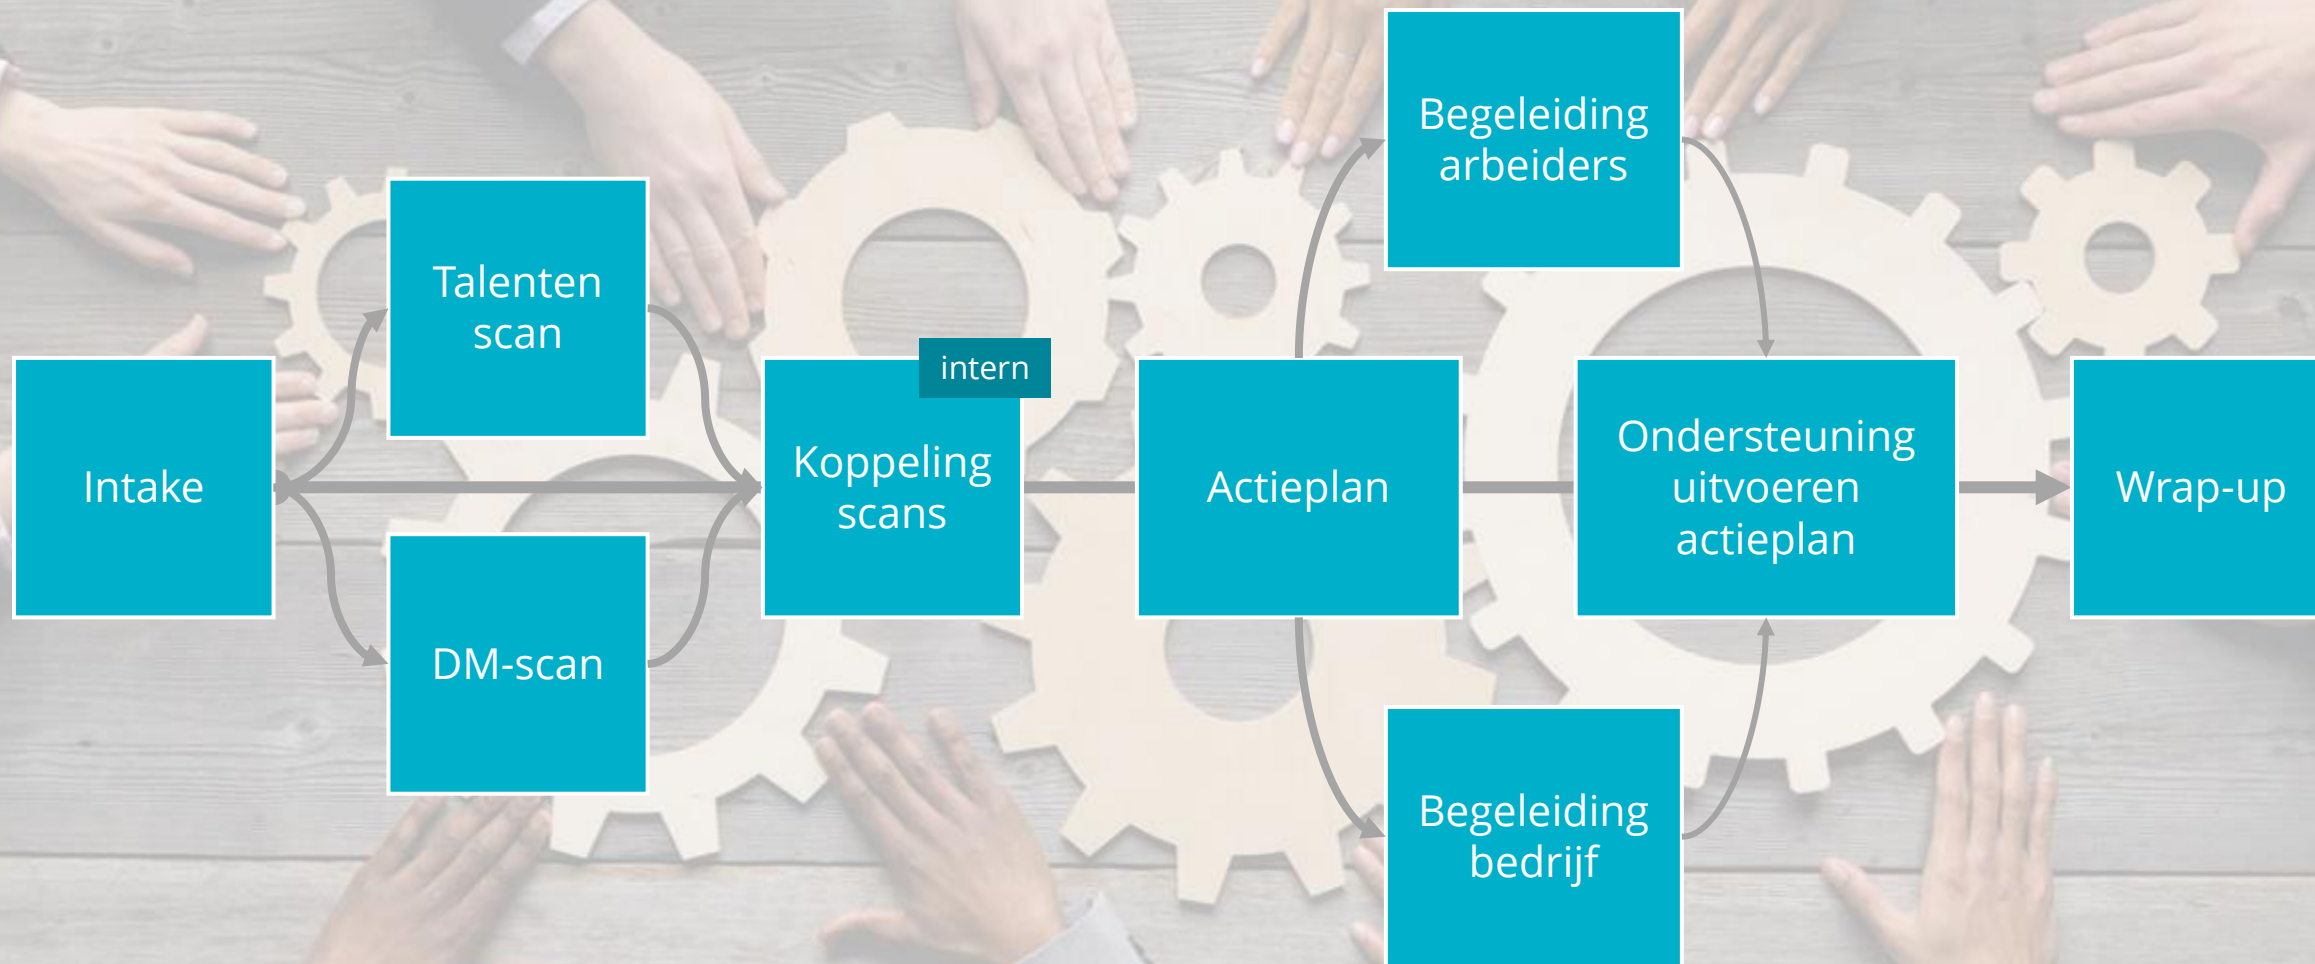 Intake
Talenten
scan
DM-scan
intern
Koppeling
scans
Actieplan
Begeleiding
arbeiders
Begeleiding
bedrijf
Ondersteuning
uitvoeren
actieplan
Wrap-up